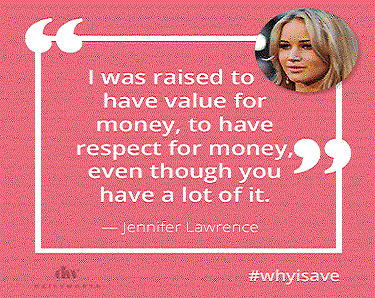 I was raised to
have value for
money, to have
respect for money,
even though you
have a lot of it.
— Jennifer Lawrence
#whyisave